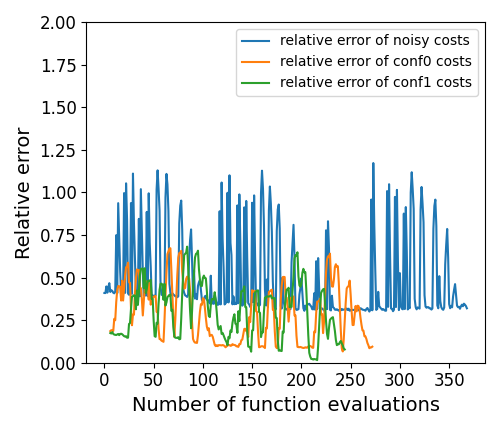 2.00
1.75
1.50
1.25
1.00
0.75
0.50
0.25
0.00
Relative error
relative error of noisy costs
relative error of conf0 costs
relative error of conf1 costs
0 50 100 150 200 250 300 350
Number of function evaluations